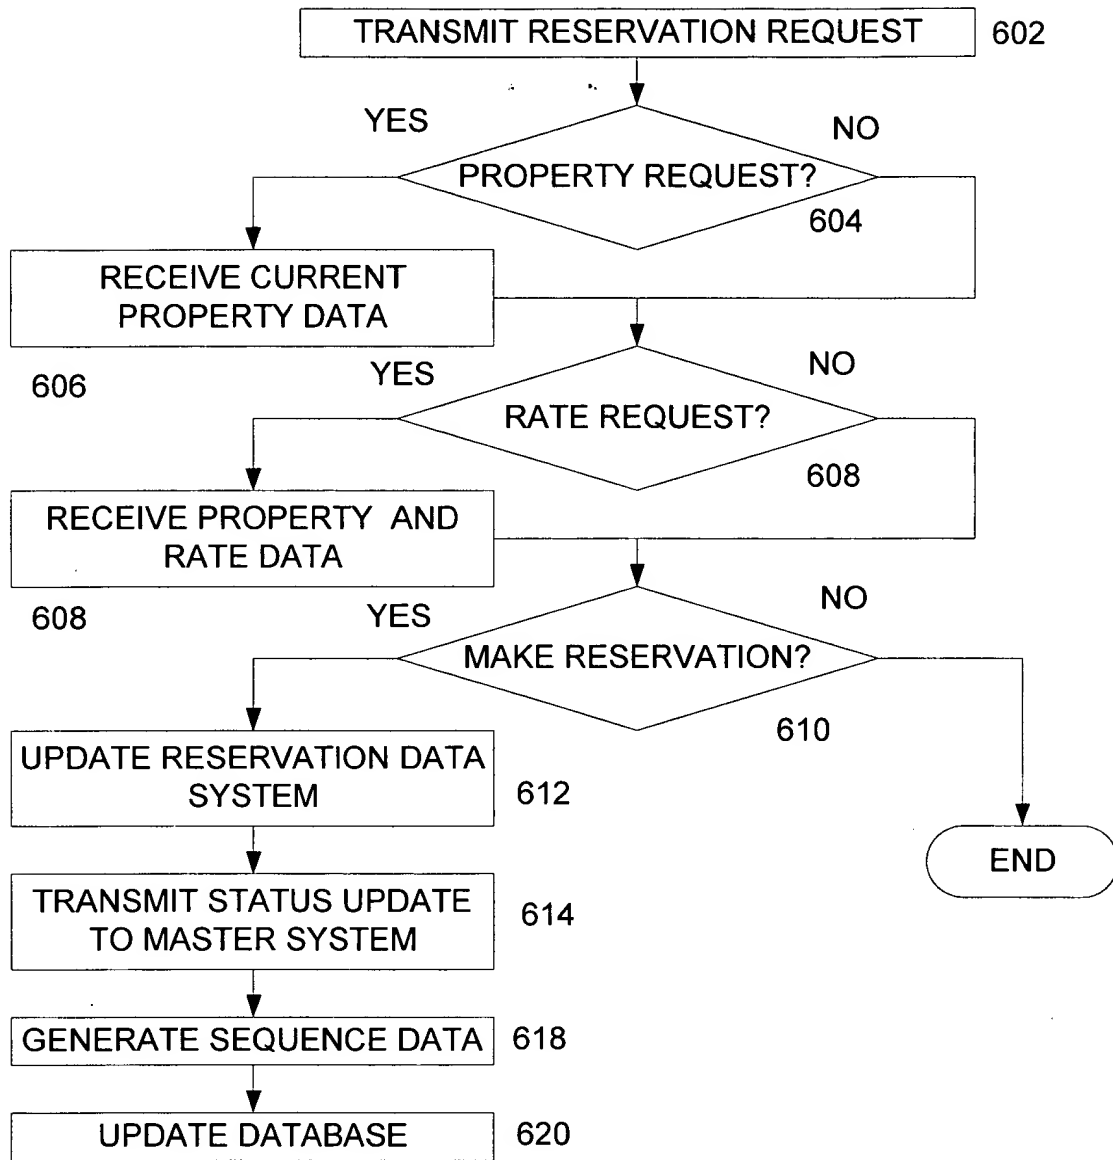 TRANSMIT RESERVATION REQUEST 602
YES
NO
PROPERTY REQUEST?
604
RECEIVE CURRENT
PROPERTY DATA
606
YES
NO
RATE REQUEST?
608
RECEIVE PROPERTY AND
RATE DATA
608
YES
NO
MAKE RESERVATION?
610
UPDATE RESERVATION DATA
SYSTEM
612
END
TRANSMIT STATUS UPDATE
TO MASTER SYSTEM
614
GENERATE SEQUENCE DATA 618
UPDATE DATABASE 620